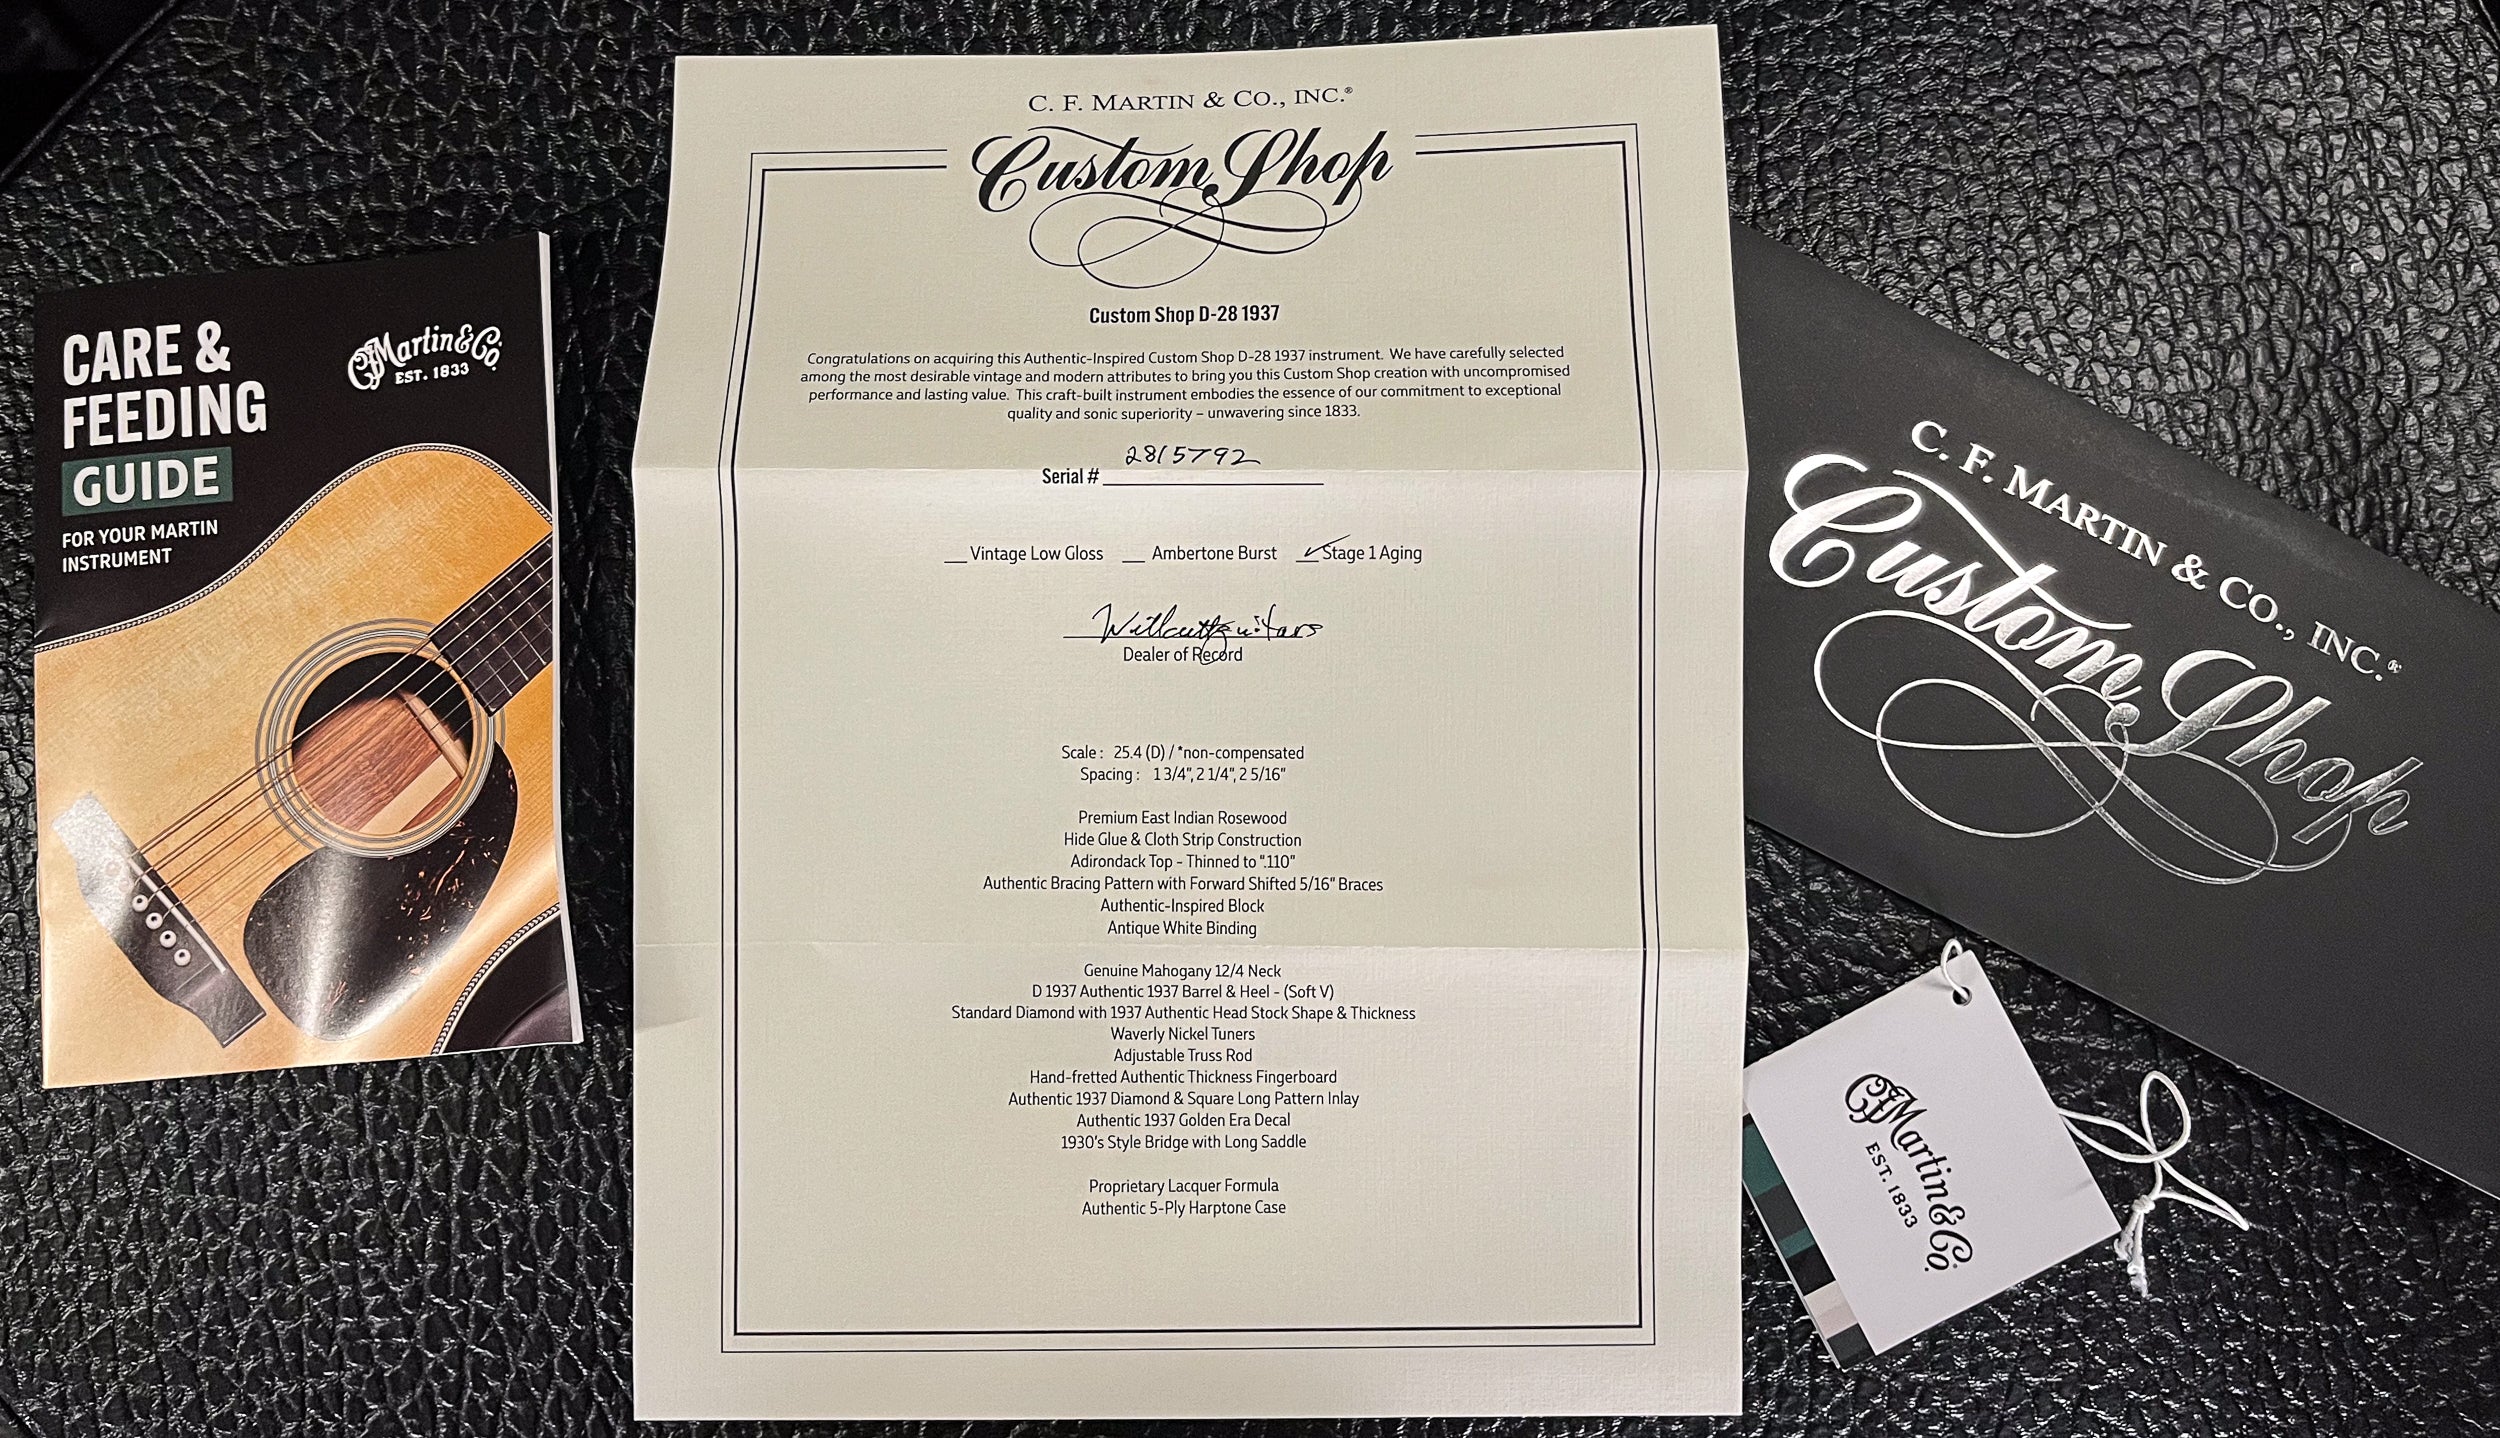 CARE &
FEEDING
GUIDE
FOR YOUR MARTIN
INSTRUMENT
CFMartin & Co.
EST. 1833
C. F. MARTIN & CO., INC.®
Custom Shop
Custom Shop D-28 1937
Congratulations on acquiring this Authentic-Inspired Custom Shop D-28 1937 instrument. We have carefully selected
among the most desirable vintage and modern attributes to bring you this Custom Shop creation with uncompromised
performance and lasting value. This craft-built instrument embodies the essence of our commitment to exceptional
quality and sonic superiority – unwavering since 1833.
Serial # 2815792
__ Vintage Low Gloss __ Ambertone Burst ✓ Stage 1 Aging
Willcutt guitars
Dealer of Record
Scale : 25.4 (D) / *non-compensated
Spacing : 1 3/4", 2 1/4", 2 5/16"
Premium East Indian Rosewood
Hide Glue & Cloth Strip Construction
Adirondack Top - Thinned to ".110"
Authentic Bracing Pattern with Forward Shifted 5/16" Braces
Authentic-Inspired Block
Antique White Binding
Genuine Mahogany 12/4 Neck
D 1937 Authentic 1937 Barrel & Heel - (Soft V)
Standard Diamond with 1937 Authentic Head Stock Shape & Thickness
Waverly Nickel Tuners
Adjustable Truss Rod
Hand-fretted Authentic Thickness Fingerboard
Authentic 1937 Diamond & Square Long Pattern Inlay
Authentic 1937 Golden Era Decal
1930's Style Bridge with Long Saddle
Proprietary Lacquer Formula
Authentic 5-Ply Harptone Case
C. F. MARTIN & CO., INC.®
Custom Shop
CFMartin & Co.
EST. 1833